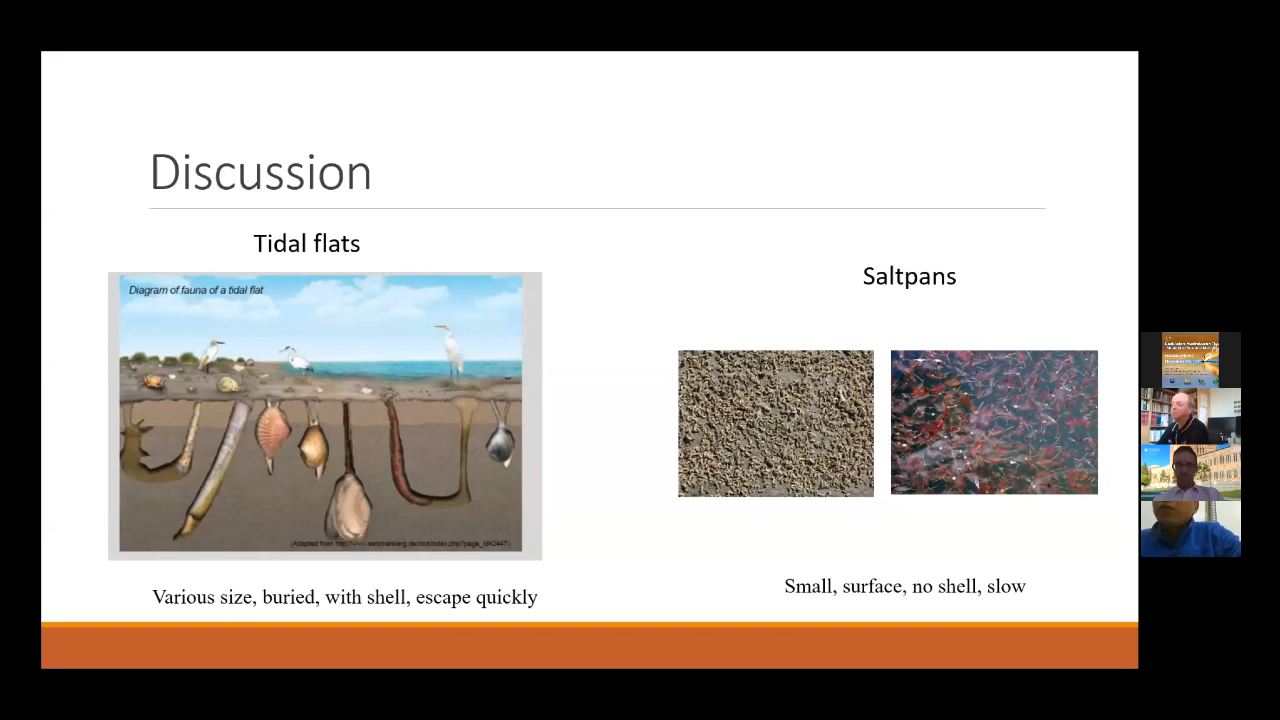 Discussion
Tidal flats
Saltpans
Diagram of fauna of a tidal flat
Various size, buried, with shell, escape quickly
Small, surface, no shell, slow